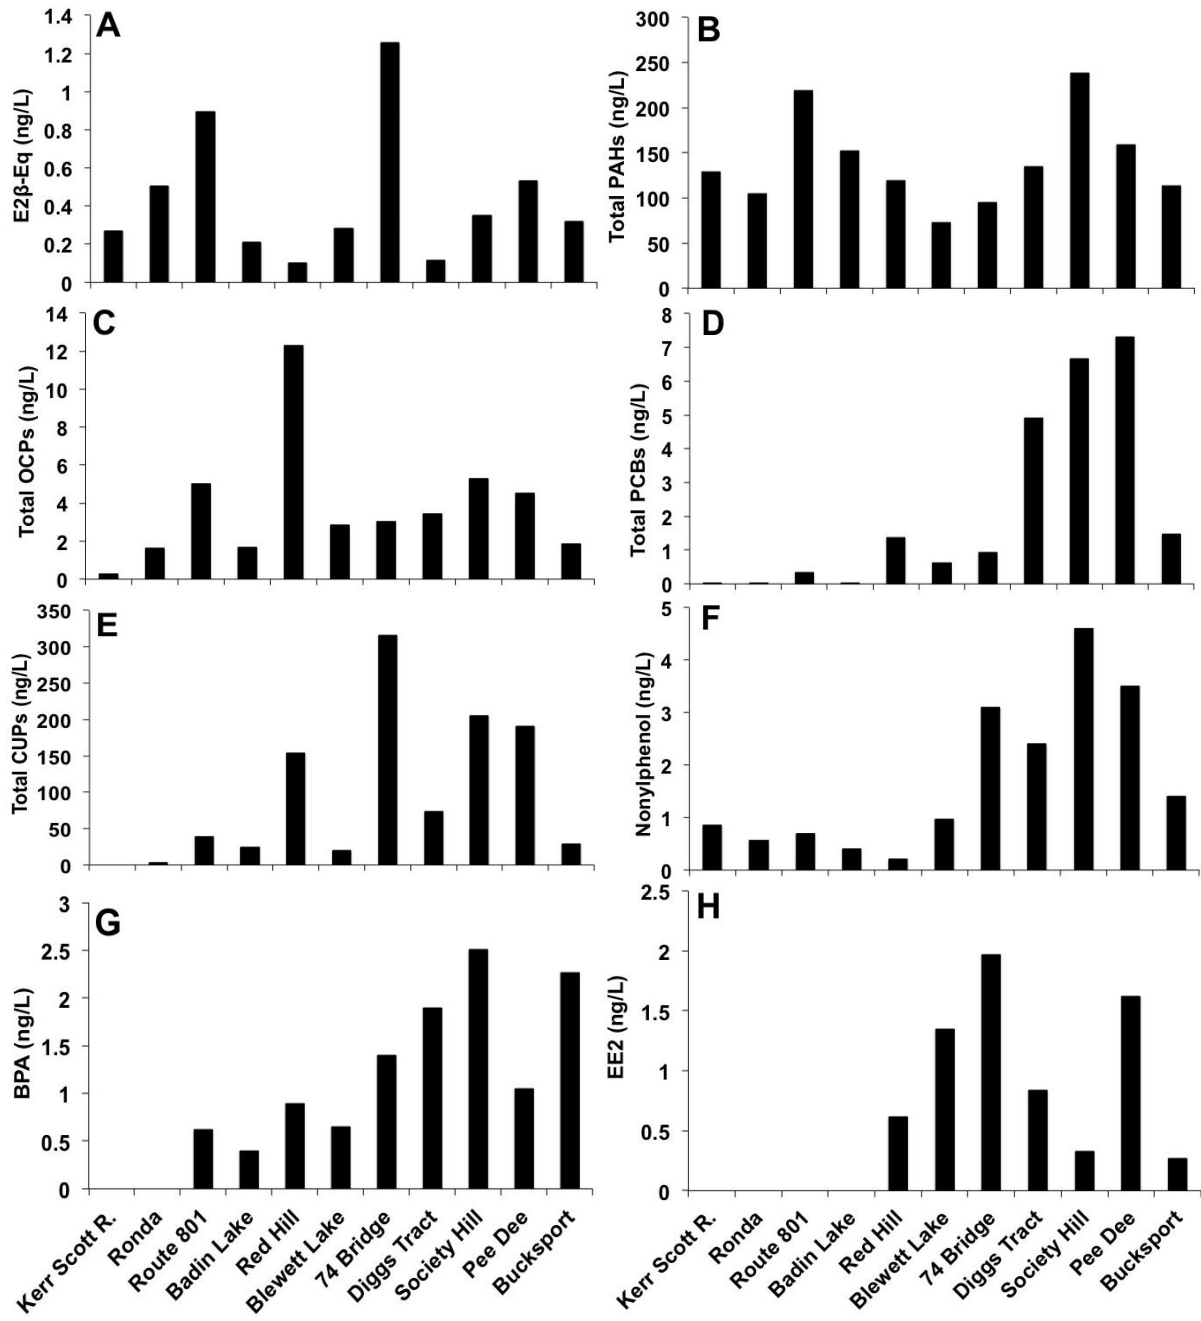 A
E2β-Eq (ng/L)
1.4
1.2
1
0.8
0.6
0.4
0.2
0
B
Total PAHs (ng/L)
300
250
200
150
100
50
0
C
Total OCPs (ng/L)
14
12
10
8
6
4
2
0
D
Total PCBs (ng/L)
8
7
6
5
4
3
2
1
0
E
Total CUPs (ng/L)
350
300
250
200
150
100
50
0
F
Nonylphenol (ng/L)
5
4
3
2
1
0
G
BPA (ng/L)
3
2.5
2
1.5
1
0.5
0
Kerr Scott R.
Ronda
Route 801
Badin Lake
Red Hill
Blewett Lake
74 Bridge
Diggs Tract
Society Hill
Pee Dee
Bucksport
H
EE2 (ng/L)
2.5
2
1.5
1
0.5
0
Kerr Scott R.
Ronda
Route 801
Badin Lake
Red Hill
Blewett Lake
74 Bridge
Diggs Tract
Society Hill
Pee Dee
Bucksport